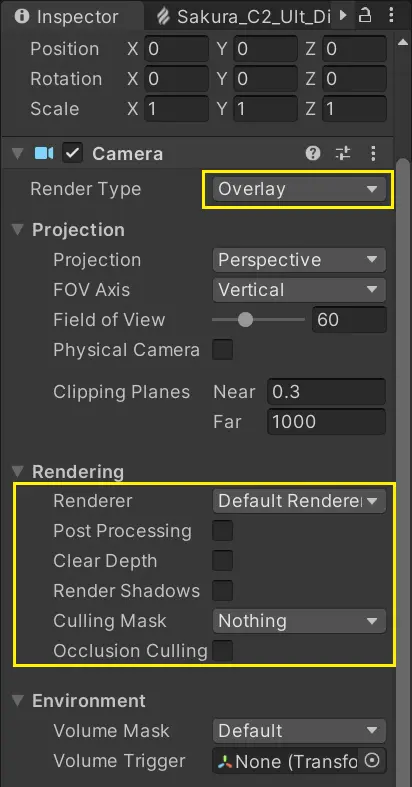 Inspector Sakura_C2_Ult_Di
Position X 0 Y 0 Z 0
Rotation X 0 Y 0 Z 0
Scale X 1 Y 1 Z 1
Camera
Render Type Overlay
Projection
Projection Perspective
FOV Axis Vertical
Field of View 60
Physical Camera
Clipping Planes Near 0.3
Far 1000
Rendering
Renderer Default Renderer
Post Processing
Clear Depth
Render Shadows
Culling Mask Nothing
Occlusion Culling
Environment
Volume Mask Default
Volume Trigger None (Transfo